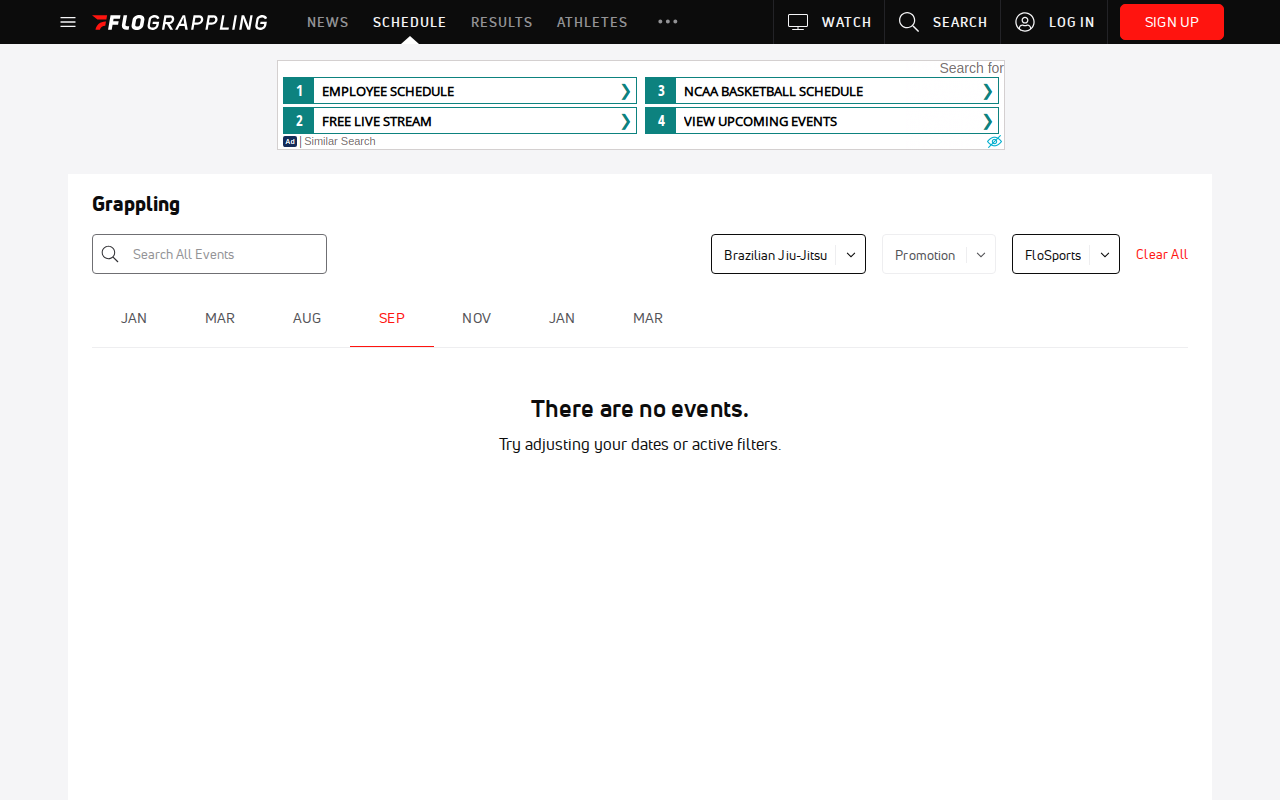 FLOGRAPPLING NEWS SCHEDULE RESULTS ATHLETES ••• WATCH SEARCH LOG IN SIGN UP
Search for
1 EMPLOYEE SCHEDULE ❯ 3 NCAA BASKETBALL SCHEDULE ❯
2 FREE LIVE STREAM ❯ 4 VIEW UPCOMING EVENTS ❯
Ad | Similar Search
Grappling
Search All Events Brazilian Jiu-Jitsu Promotion FloSports Clear All
JAN MAR AUG SEP NOV JAN MAR
There are no events.
Try adjusting your dates or active filters.